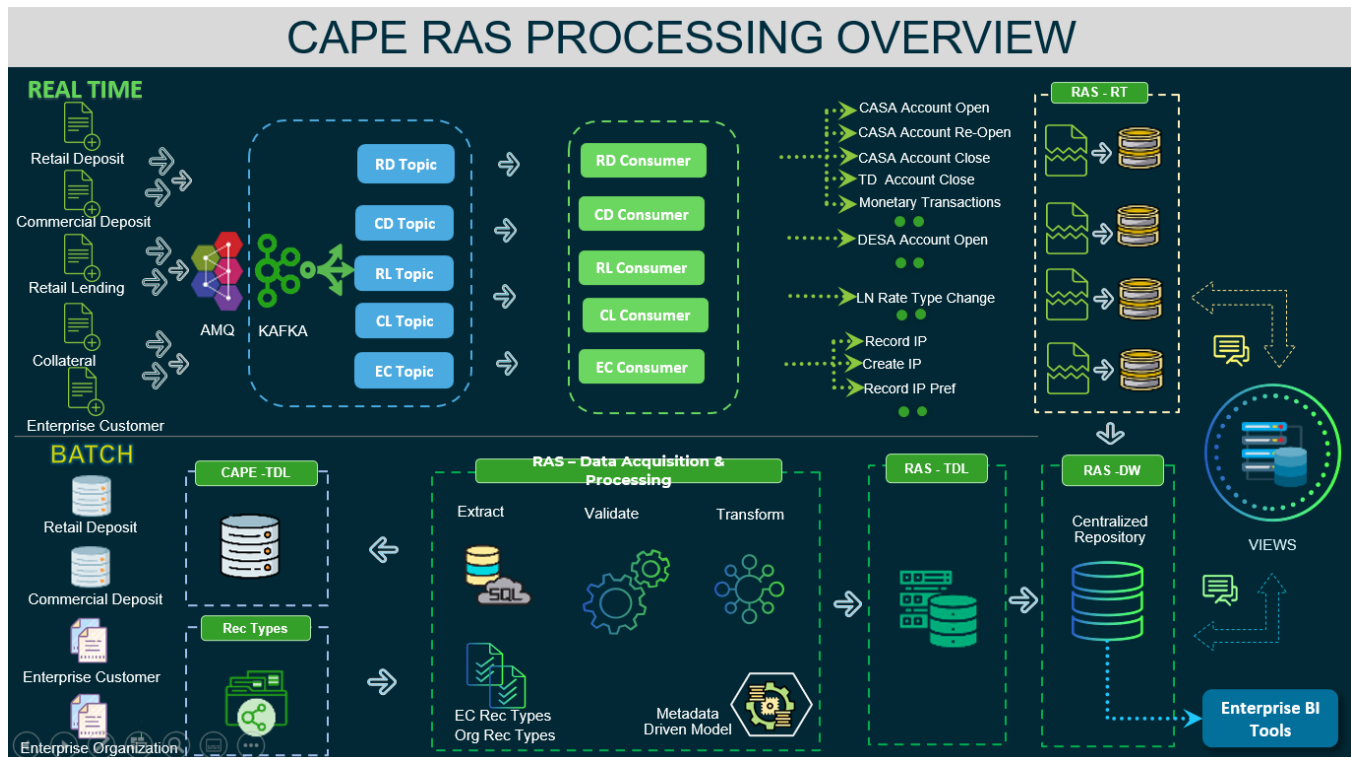 CAPE RAS PROCESSING OVERVIEW
REAL TIME
Retail Deposit
Commercial Deposit
Retail Lending
Collateral
Enterprise Customer
AMQ
KAFKA
RD Topic
CD Topic
RL Topic
CL Topic
EC Topic
RD Consumer
CD Consumer
RL Consumer
CL Consumer
EC Consumer
CASA Account Open
CASA Account Re-Open
CASA Account Close
TD Account Close
Monetary Transactions
DESA Account Open
LN Rate Type Change
Record IP
Create IP
Record IP Pref
RAS - RT
VIEWS
BATCH
Retail Deposit
Commercial Deposit
Enterprise Customer
Enterprise Organization
CAPE -TDL
Rec Types
RAS – Data Acquisition &
Processing
Extract
Validate
Transform
SQL
EC Rec Types
Org Rec Types
Metadata
Driven Model
RAS - TDL
RAS -DW
Centralized
Repository
Enterprise BI
Tools